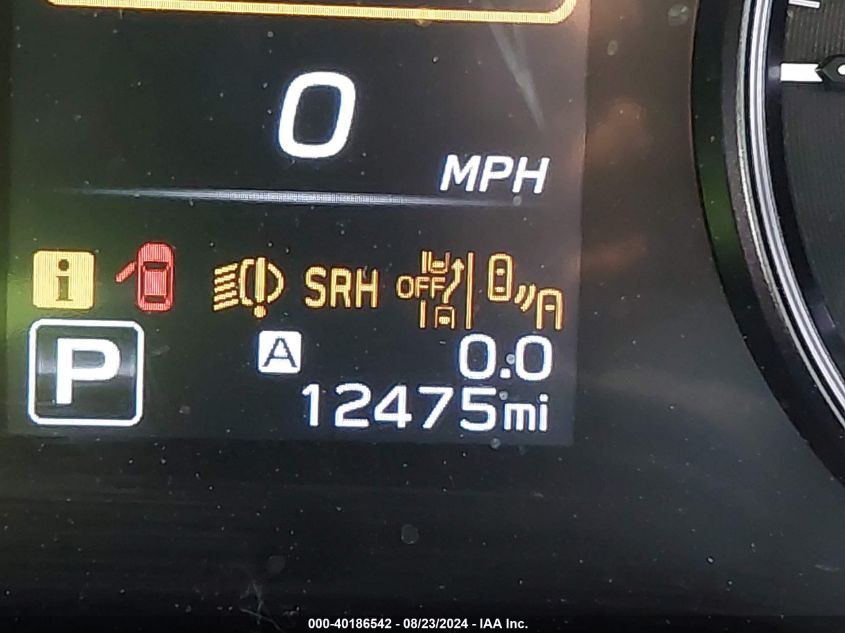 0
MPH
i
SRH OFF
P A 0.0
12475mi
000-40186542 - 08/23/2024 - IAA Inc.